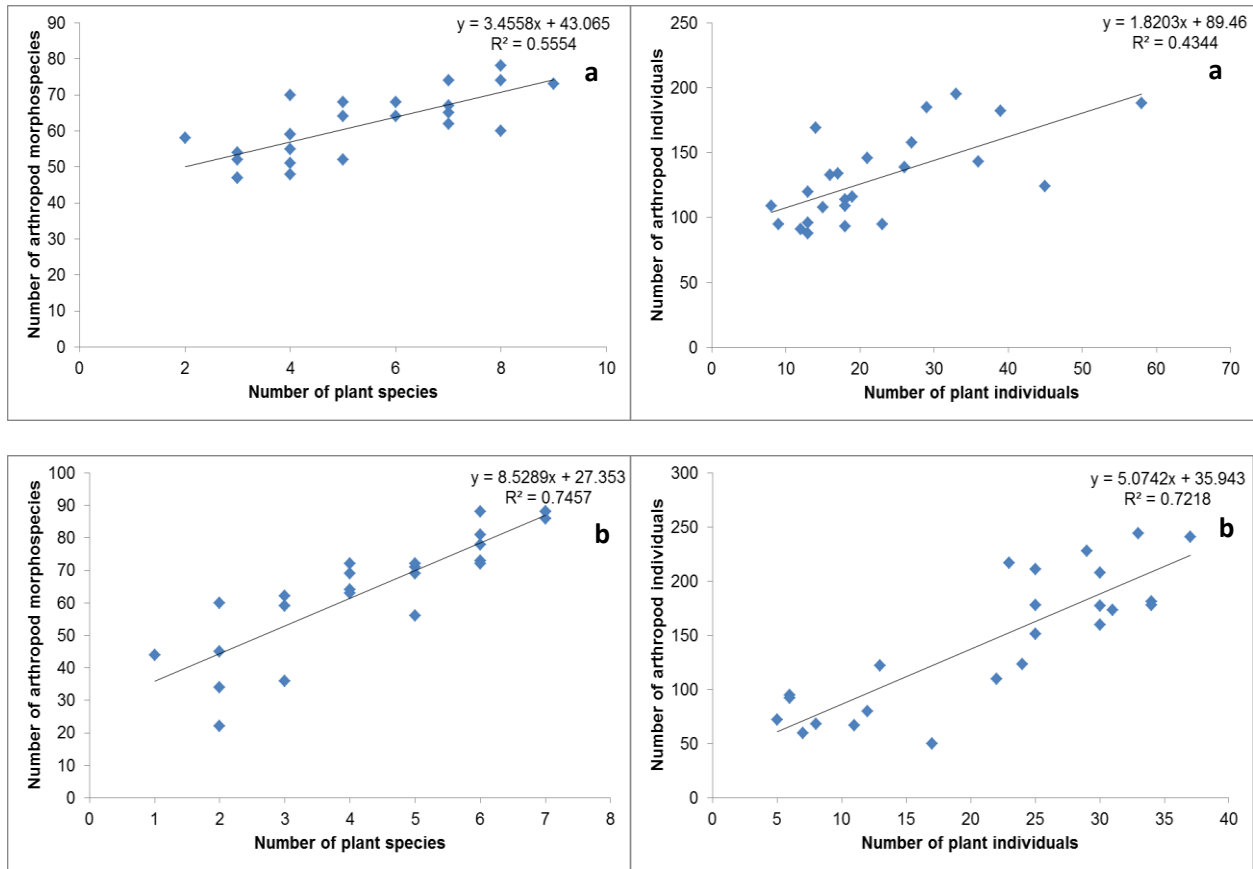 y = 3.4558x + 43.065
R² = 0.5554
a
Number of arthropod morphospecies
90
80
70
60
50
40
30
20
10
0
0 2 4 6 8 10
Number of plant species
y = 1.8203x + 89.46
R² = 0.4344
a
Number of arthropod individuals
250
200
150
100
50
0
0 10 20 30 40 50 60 70
Number of plant individuals
y = 8.5289x + 27.353
R² = 0.7457
b
Number of arthropod morphospecies
100
90
80
70
60
50
40
30
20
10
0
0 1 2 3 4 5 6 7 8
Number of plant species
y = 5.0742x + 35.943
R² = 0.7218
b
Number of arthropod individuals
300
250
200
150
100
50
0
0 5 10 15 20 25 30 35 40
Number of plant individuals